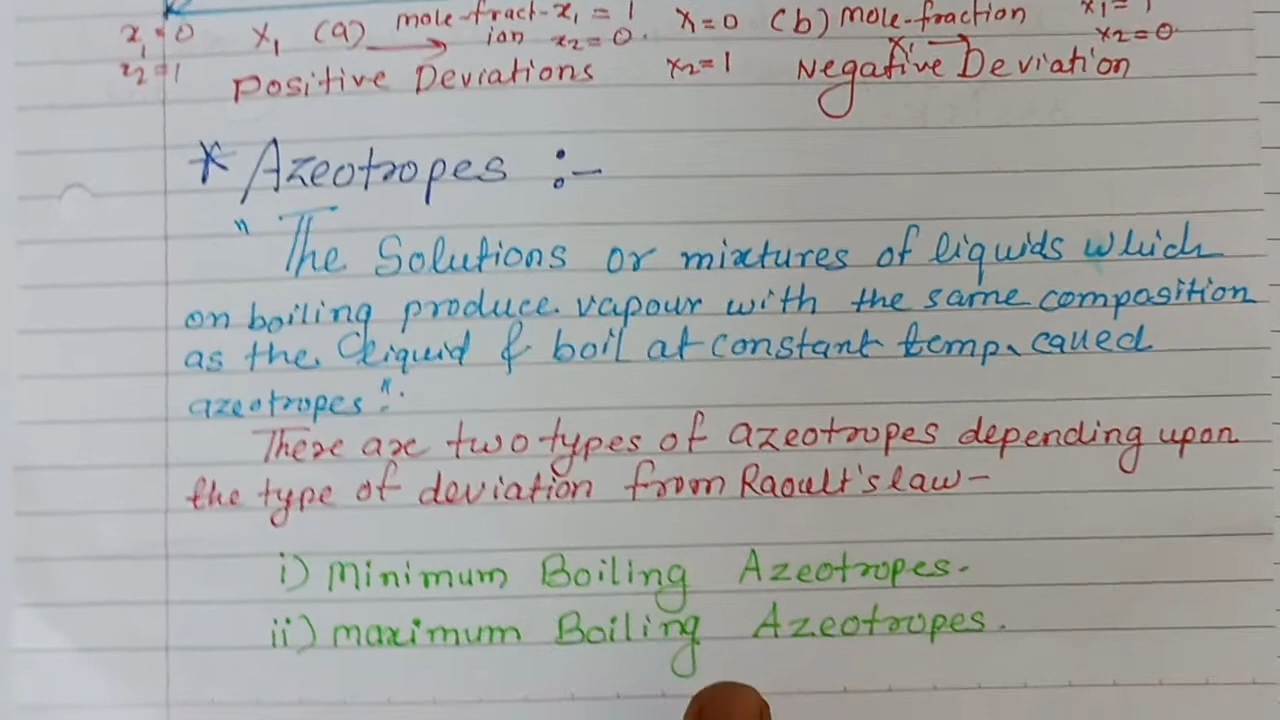 x₁=0 x₁ (a) mole-fract- x₁ = 1 x=0 (b) mole-fraction x₁= 1
x₂=1 ion x₂=0. x₂=1 x₂=0
Positive Deviations Negative Deviation
* Azeotropes :-
" The Solutions or mixtures of liquids which
on boiling produce vapour with the same composition
as the Liquid & boil at constant temp. caued
azeotropes".
There are two types of azeotropes depending upon
the type of deviation from Raoult's law-
i) Minimum Boiling Azeotropes.
ii) maximum Boiling Azeotropes.